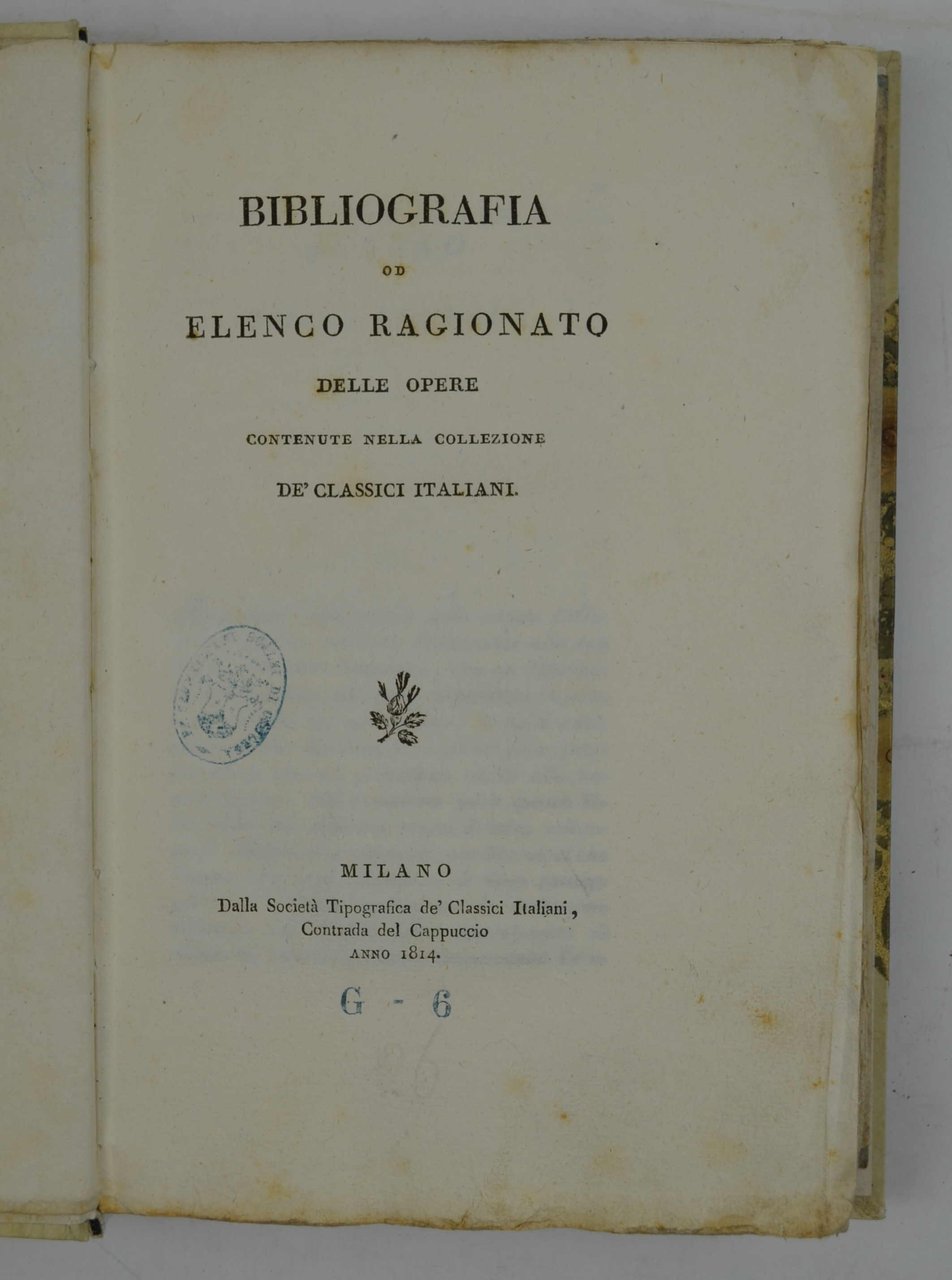 BIBLIOGRAFIA
OD
ELENCO RAGIONATO
DELLE OPERE
CONTENUTE NELLA COLLEZIONE
DE' CLASSICI ITALIANI.
MILANO
Dalla Società Tipografica de' Classici Italiani,
Contrada del Cappuccio
ANNO 1814.
G - 6